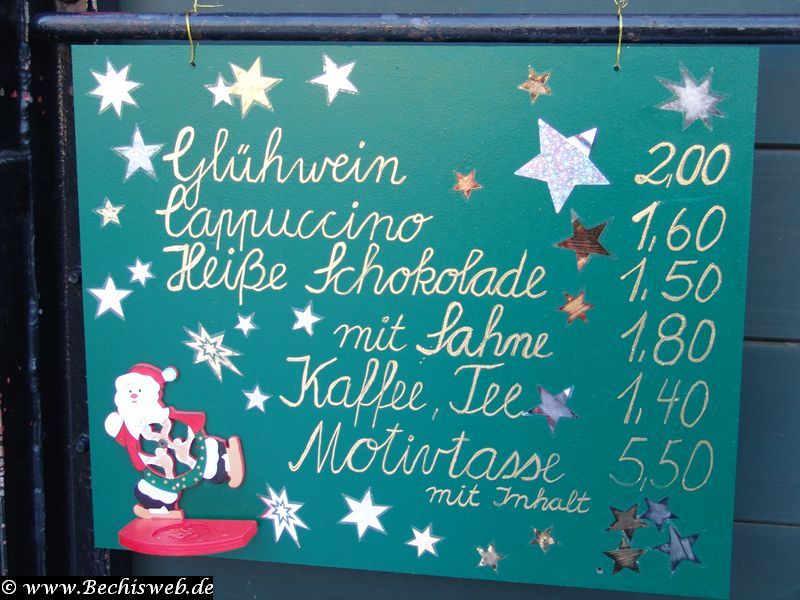 Glühwein 2,00
Cappuccino 1,60
Heiße Schokolade 1,50
mit Sahne 1,80
Kaffee, Tee 1,40
Motivtasse 5,50
mit Inhalt
© www.Bechisweb.de